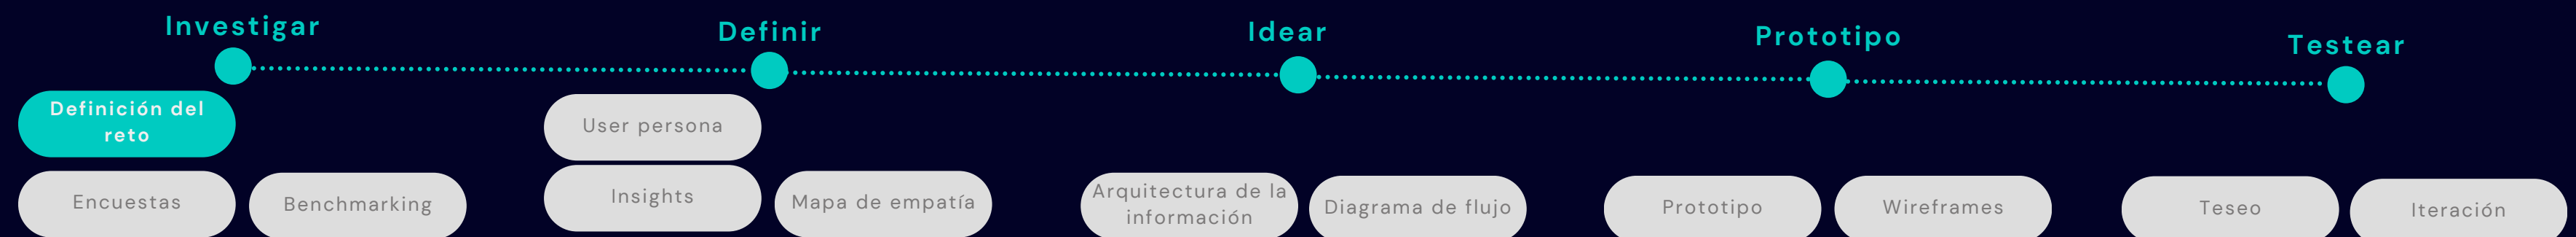 Investigar
Definir
Idear
Prototipo
Testear
Definición del
reto
Encuestas
Benchmarking
User persona
Insights
Mapa de empatía
Arquitectura de la
información
Diagrama de flujo
Prototipo
Wireframes
Teseo
Iteración